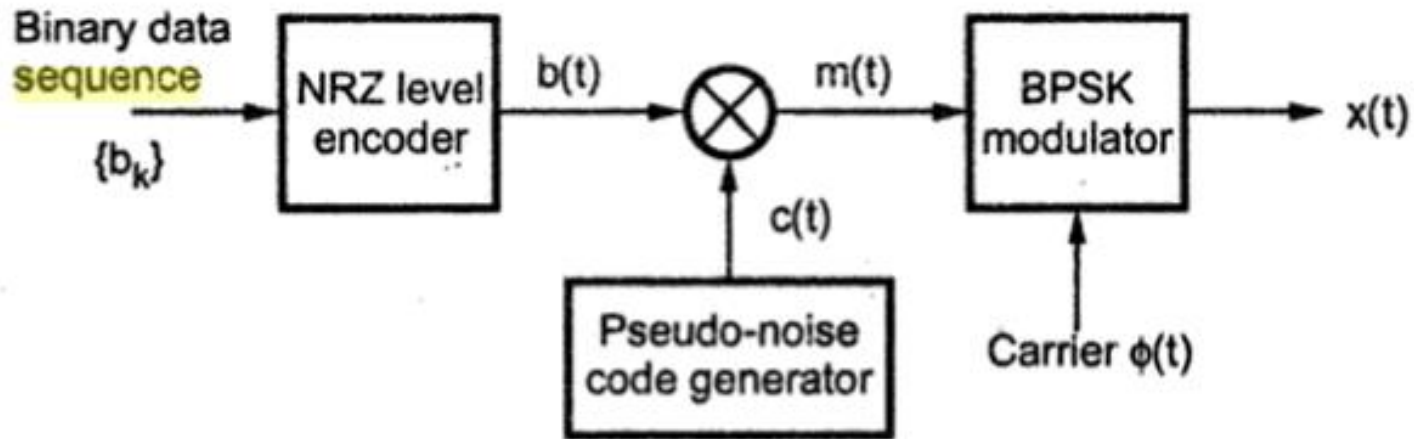 Binary data
sequence
{b_k}
NRZ level
encoder
b(t)
m(t)
c(t)
Pseudo-noise
code generator
BPSK
modulator
Carrier ϕ(t)
x(t)